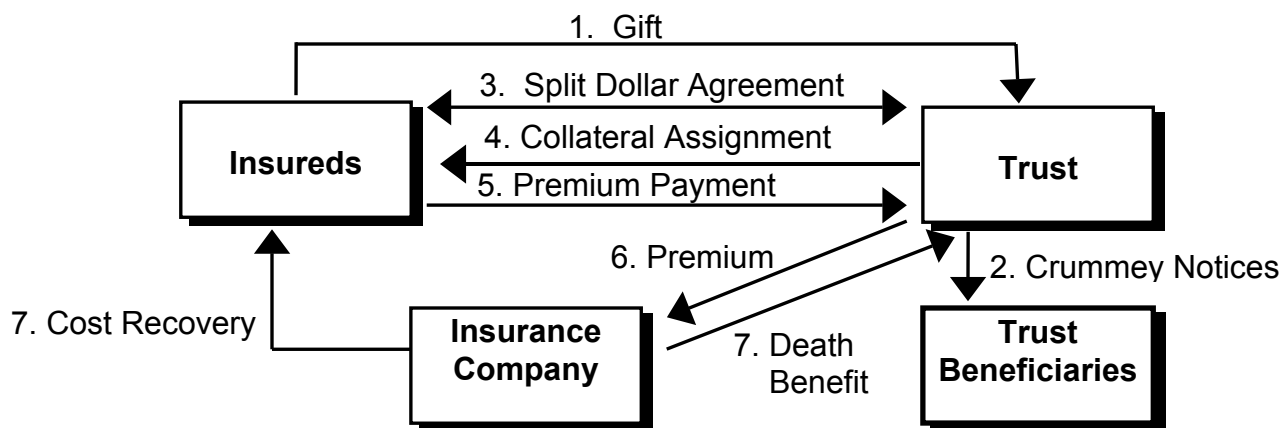 1. Gift
3. Split Dollar Agreement
4. Collateral Assignment
Insureds
Trust
5. Premium Payment
6. Premium
2. Crummey Notices
7. Cost Recovery
Insurance
Company
7. Death
Benefit
Trust
Beneficiaries